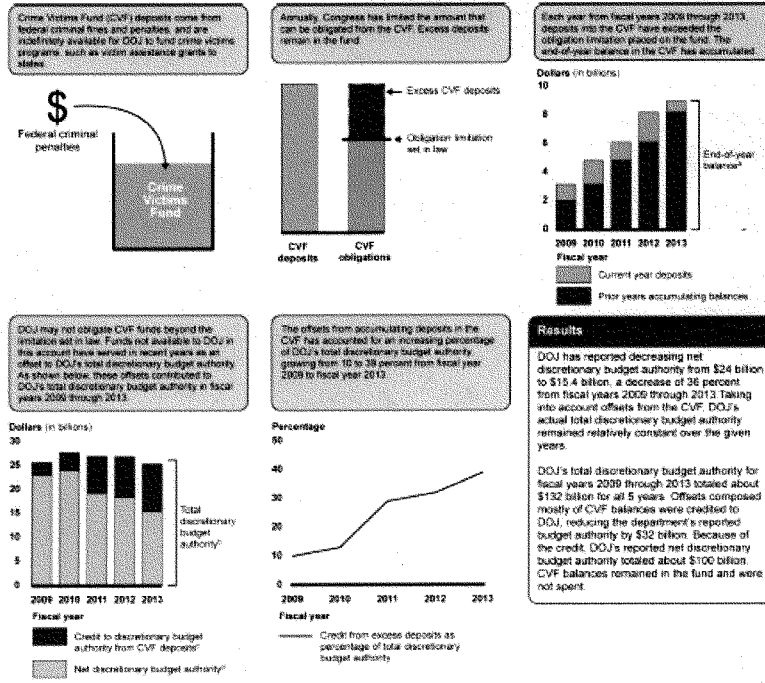 Crime Victims Fund (CVF) deposits come from
federal criminal fines and penalties, and are
indefinitely available for DOJ to fund crime victims
programs, such as victim assistance grants to
states.
$
Federal criminal
penalties
Crime
Victims
Fund
Annually, Congress has limited the amount that
can be obligated from the CVF. Excess deposits
remain in the fund.
Excess CVF deposits
Obligation limitation
set in law
CVF
deposits
CVF
obligations
Each year from fiscal years 2009 through 2013
deposits into the CVF have exceeded the
obligation limitation placed on the fund. The
end-of-year balance in the CVF has accumulated.
Dollars (in billions)
10
8
6
4
2
0
2009 2010 2011 2012 2013
Fiscal year
End-of-year
balance
Current year deposits
Prior years accumulating balances
DOJ may not obligate CVF funds beyond the
limitation set in law. Funds not available to DOJ in
this account have served in recent years as an
offset to DOJ's total discretionary budget authority.
As shown below, these offsets contributed to
DOJ's total discretionary budget authority in fiscal
years 2009 through 2013.
Dollars (in billions)
30
25
20
15
10
5
0
2009 2010 2011 2012 2013
Fiscal year
Total
discretionary
budget
authority
Credit to discretionary budget
authority from CVF deposits
Net discretionary budget authority
The offsets from accumulating deposits in the
CVF has accounted for an increasing percentage
of DOJ's total discretionary budget authority
growing from 10 to 39 percent from fiscal year
2009 to fiscal year 2013.
Percentage
50
40
30
20
10
0
2009 2010 2011 2012 2013
Fiscal year
Credit from excess deposits as
percentage of total discretionary
budget authority
Results
DOJ has reported decreasing net
discretionary budget authority from $24 billion
to $15.4 billion, a decrease of 36 percent
from fiscal years 2009 through 2013. Taking
into account offsets from the CVF, DOJ's
actual total discretionary budget authority
remained relatively constant over the given
years.
DOJ's total discretionary budget authority for
fiscal years 2009 through 2013 totaled about
$132 billion for all 5 years. Offsets composed
mostly of CVF balances were credited to
DOJ, reducing the department's reported
budget authority by $32 billion. Because of
the credit, DOJ's reported net discretionary
budget authority totaled about $100 billion.
CVF balances remained in the fund and were
not spent.